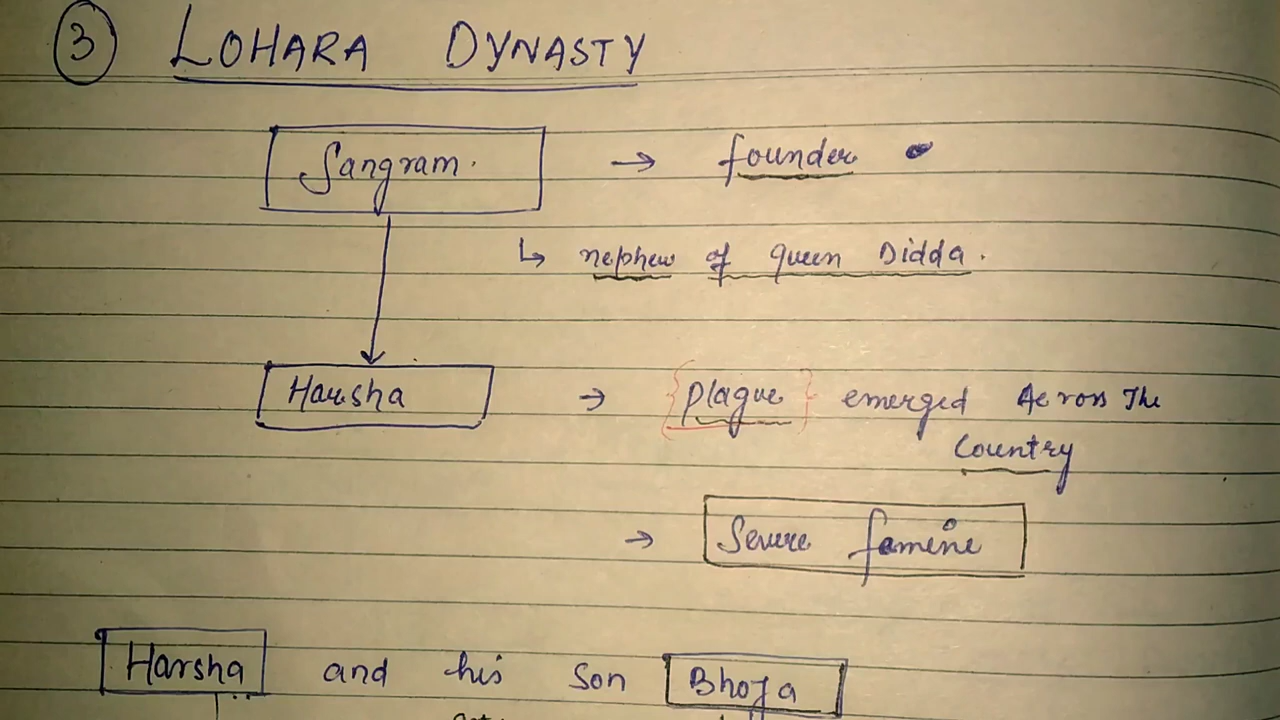 3 LOHARA DYNASTY
Sangram. → founder
↳ nephew of queen Didda.
Harsha → {Plague} emerged Across The
Country
→ Severe famine
Harsha and his Son Bhoja